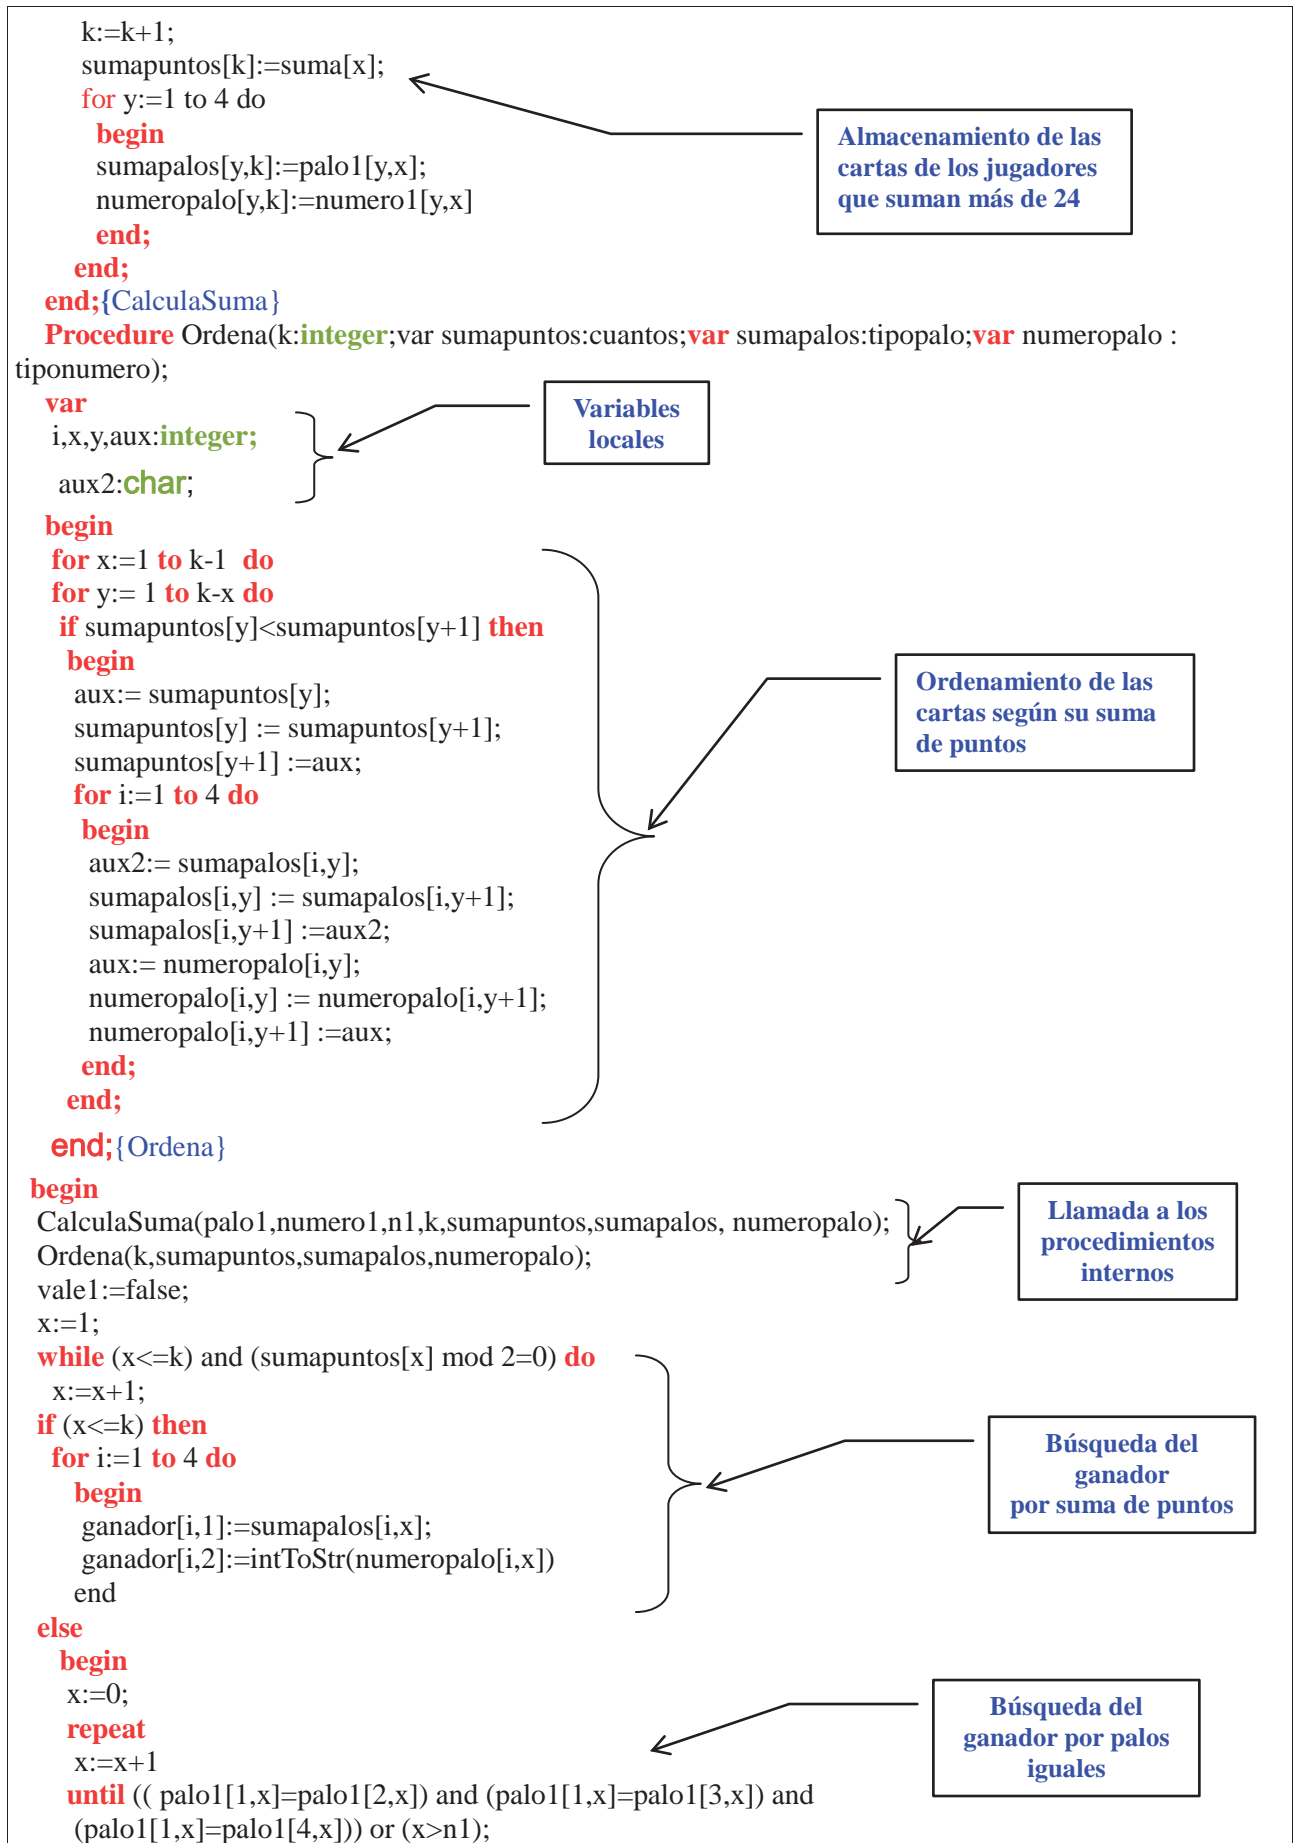 k:=k+1;
sumapuntos[k]:=suma[x];
for y:=1 to 4 do
begin
sumapalos[y,k]:=palo1[y,x];
numeropalo[y,k]:=numero1[y,x]
end;
end;
end;{CalculaSuma}
Almacenamiento de las
cartas de los jugadores
que suman más de 24
Procedure Ordena(k:integer;var sumapuntos:cuantos;var sumapalos:tipopalo;var numeropalo :
tiponumero);
var
i,x,y,aux:integer;
aux2:char;
Variables
locales
begin
for x:=1 to k-1 do
for y:= 1 to k-x do
if sumapuntos[y]<sumapuntos[y+1] then
begin
aux:= sumapuntos[y];
sumapuntos[y] := sumapuntos[y+1];
sumapuntos[y+1] :=aux;
for i:=1 to 4 do
begin
aux2:= sumapalos[i,y];
sumapalos[i,y] := sumapalos[i,y+1];
sumapalos[i,y+1] :=aux2;
aux:= numeropalo[i,y];
numeropalo[i,y] := numeropalo[i,y+1];
numeropalo[i,y+1] :=aux;
end;
end;
end;{Ordena}
Ordenamiento de las
cartas según su suma
de puntos
begin
CalculaSuma(palo1,numero1,n1,k,sumapuntos,sumapalos, numeropalo);
Ordena(k,sumapuntos,sumapalos,numeropalo);
Llamada a los
procedimientos
internos
vale1:=false;
x:=1;
while (x<=k) and (sumapuntos[x] mod 2=0) do
x:=x+1;
if (x<=k) then
for i:=1 to 4 do
begin
ganador[i,1]:=sumapalos[i,x];
ganador[i,2]:=intToStr(numeropalo[i,x])
end
Búsqueda del
ganador
por suma de puntos
else
begin
x:=0;
repeat
x:=x+1
until (( palo1[1,x]=palo1[2,x]) and (palo1[1,x]=palo1[3,x]) and
(palo1[1,x]=palo1[4,x])) or (x>n1);
Búsqueda del
ganador por palos
iguales